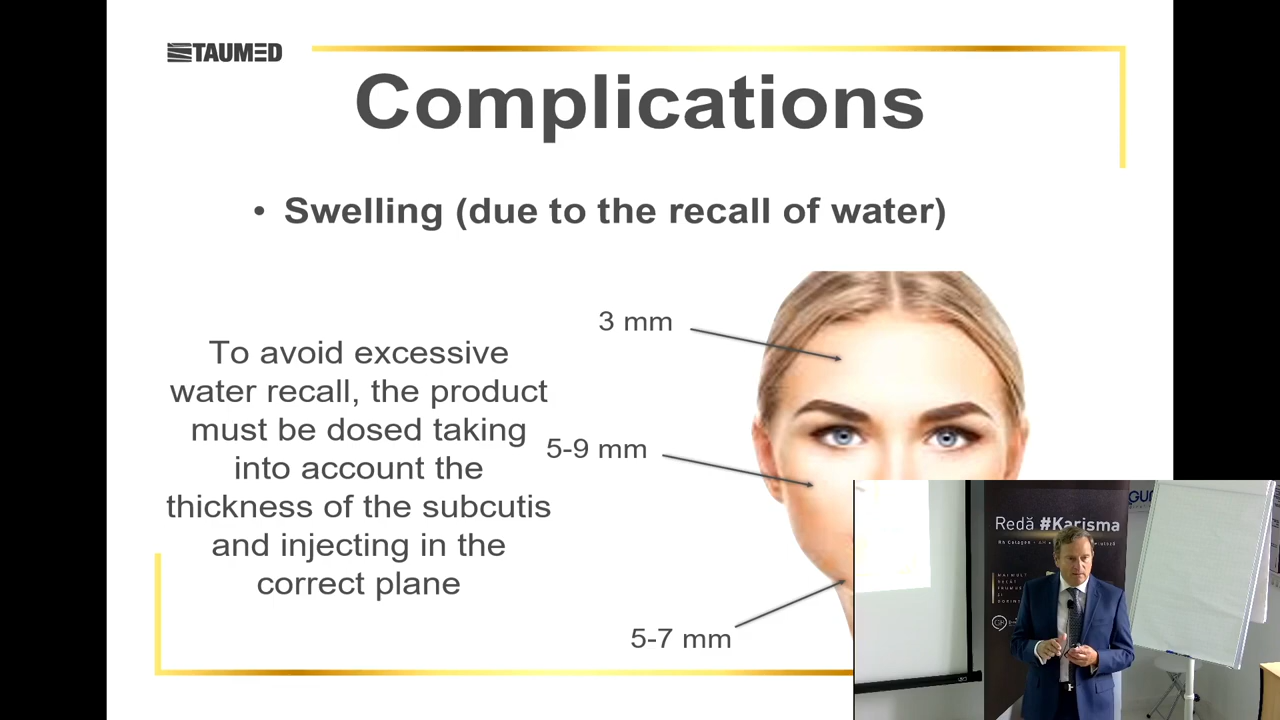 TAUMED
Complications
• Swelling (due to the recall of water)
3 mm
To avoid excessive
water recall, the product
must be dosed taking
into account the
thickness of the subcutis
and injecting in the
correct plane
5-9 mm
5-7 mm
Redă #Karisma